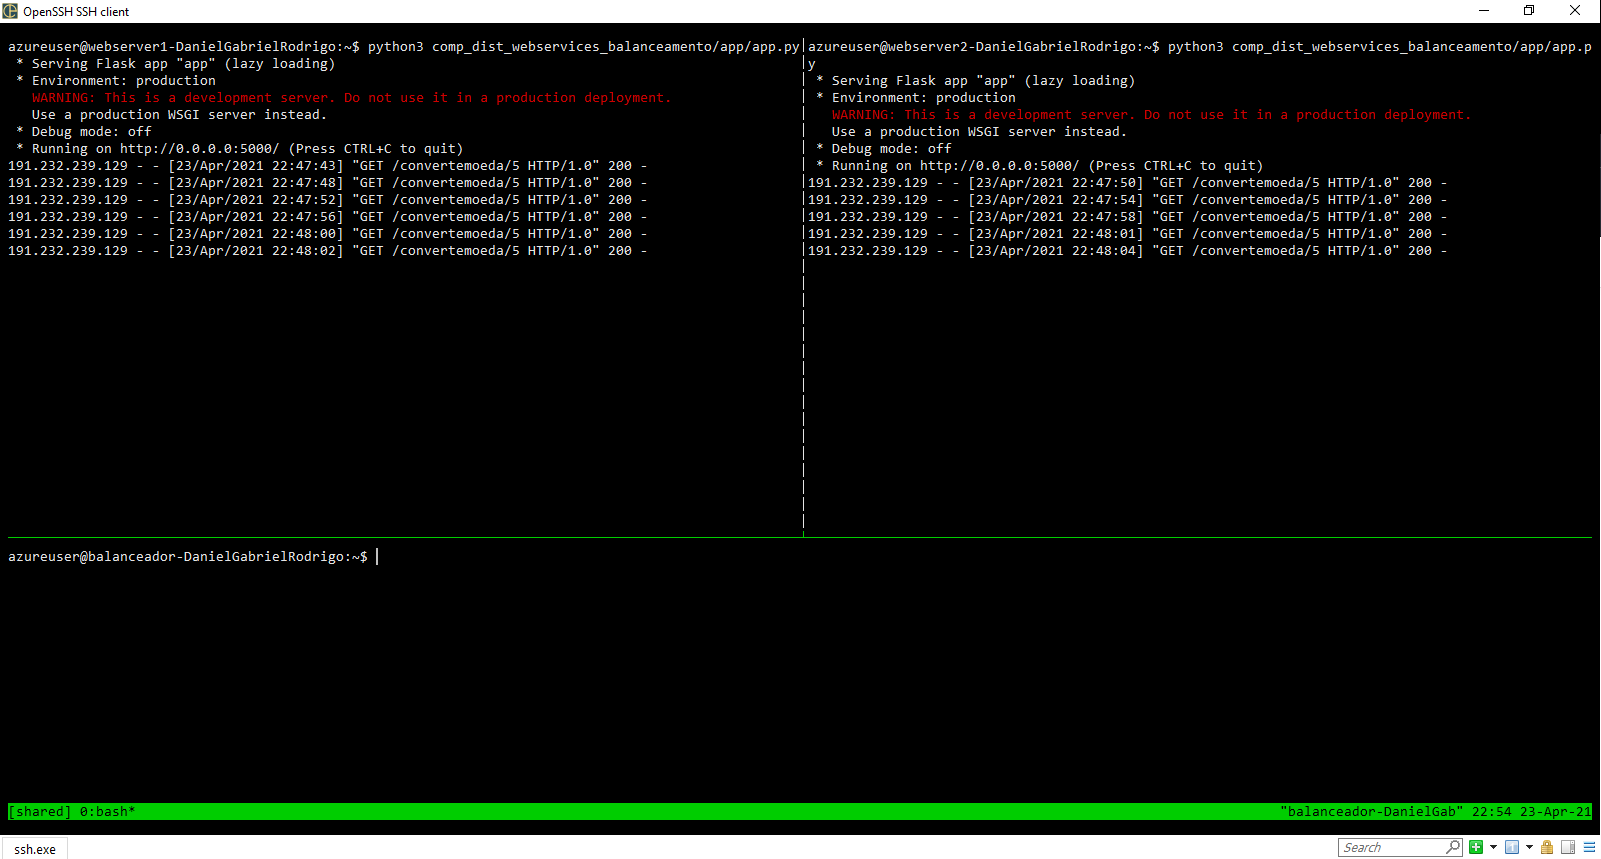 OpenSSH SSH client
azureuser@webserver1-DanielGabrielRodrigo:~$ python3 comp_dist_webservices_balanceamento/app/app.py
 * Serving Flask app "app" (lazy loading)
 * Environment: production
   WARNING: This is a development server. Do not use it in a production deployment.
   Use a production WSGI server instead.
 * Debug mode: off
 * Running on http://0.0.0.0:5000/ (Press CTRL+C to quit)
191.232.239.129 - - [23/Apr/2021 22:47:43] "GET /convertemoeda/5 HTTP/1.0" 200 -
191.232.239.129 - - [23/Apr/2021 22:47:48] "GET /convertemoeda/5 HTTP/1.0" 200 -
191.232.239.129 - - [23/Apr/2021 22:47:52] "GET /convertemoeda/5 HTTP/1.0" 200 -
191.232.239.129 - - [23/Apr/2021 22:47:56] "GET /convertemoeda/5 HTTP/1.0" 200 -
191.232.239.129 - - [23/Apr/2021 22:48:00] "GET /convertemoeda/5 HTTP/1.0" 200 -
191.232.239.129 - - [23/Apr/2021 22:48:02] "GET /convertemoeda/5 HTTP/1.0" 200 -
azureuser@webserver2-DanielGabrielRodrigo:~$ python3 comp_dist_webservices_balanceamento/app/app.p
y
 * Serving Flask app "app" (lazy loading)
 * Environment: production
   WARNING: This is a development server. Do not use it in a production deployment.
   Use a production WSGI server instead.
 * Debug mode: off
 * Running on http://0.0.0.0:5000/ (Press CTRL+C to quit)
191.232.239.129 - - [23/Apr/2021 22:47:50] "GET /convertemoeda/5 HTTP/1.0" 200 -
191.232.239.129 - - [23/Apr/2021 22:47:54] "GET /convertemoeda/5 HTTP/1.0" 200 -
191.232.239.129 - - [23/Apr/2021 22:47:58] "GET /convertemoeda/5 HTTP/1.0" 200 -
191.232.239.129 - - [23/Apr/2021 22:48:01] "GET /convertemoeda/5 HTTP/1.0" 200 -
191.232.239.129 - - [23/Apr/2021 22:48:04] "GET /convertemoeda/5 HTTP/1.0" 200 -
azureuser@balanceador-DanielGabrielRodrigo:~$
[shared] 0:bash* "balanceador-DanielGab" 22:54 23-Apr-21
ssh.exe
Search